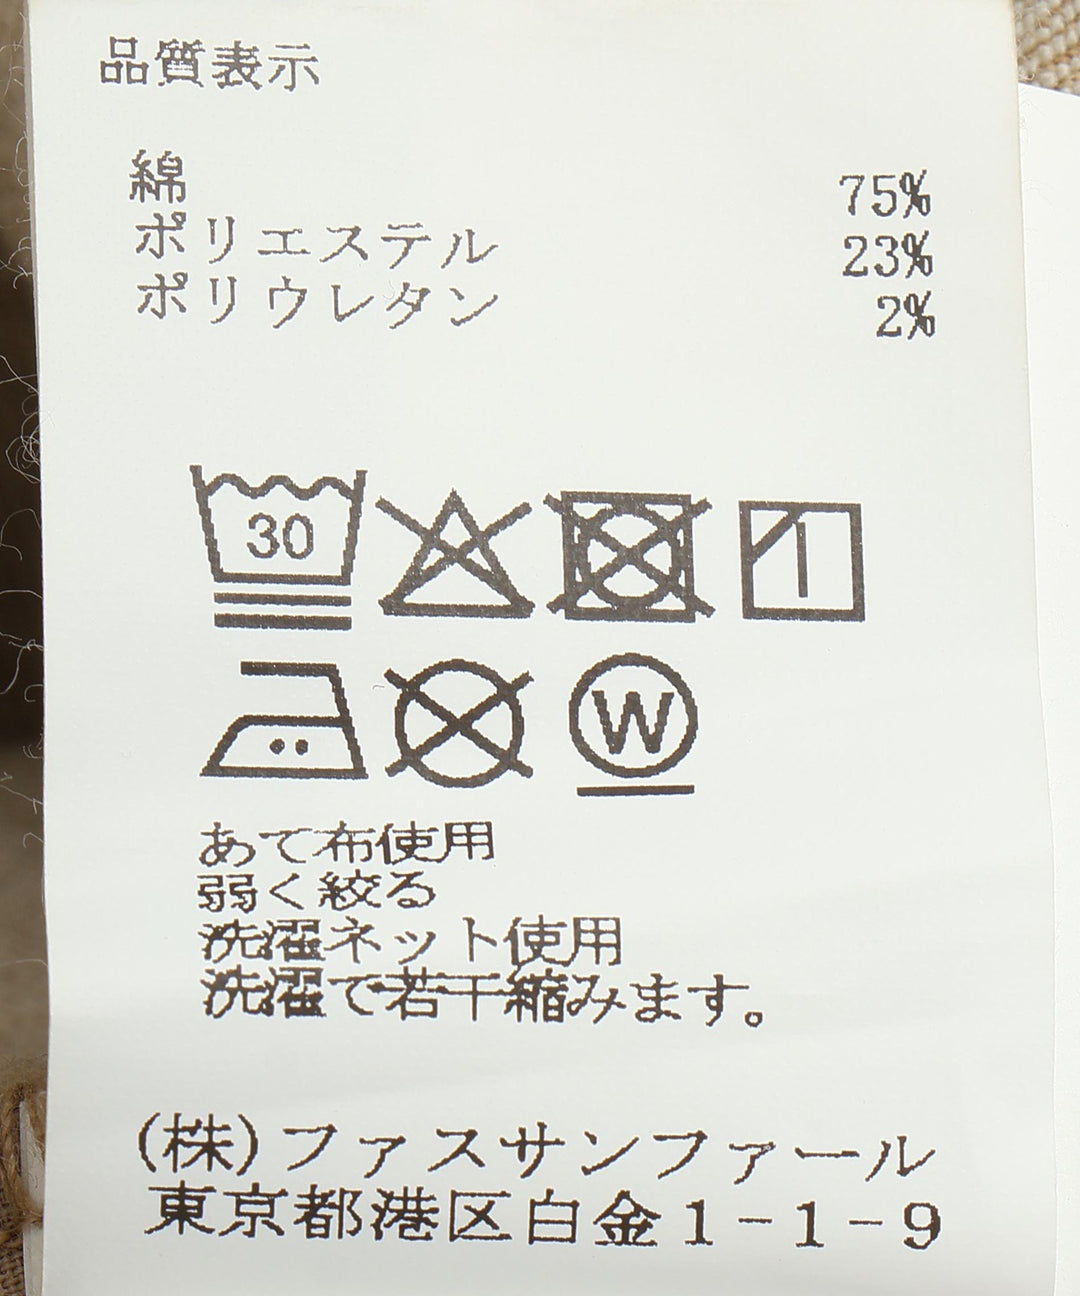 品質表示
綿 75%
ポリエステル 23%
ポリウレタン 2%
30
W
あて布使用
弱く絞る
洗濯ネット使用
洗濯で若干縮みます。
(株)ファスサンファール
東京都港区白金1-1-9